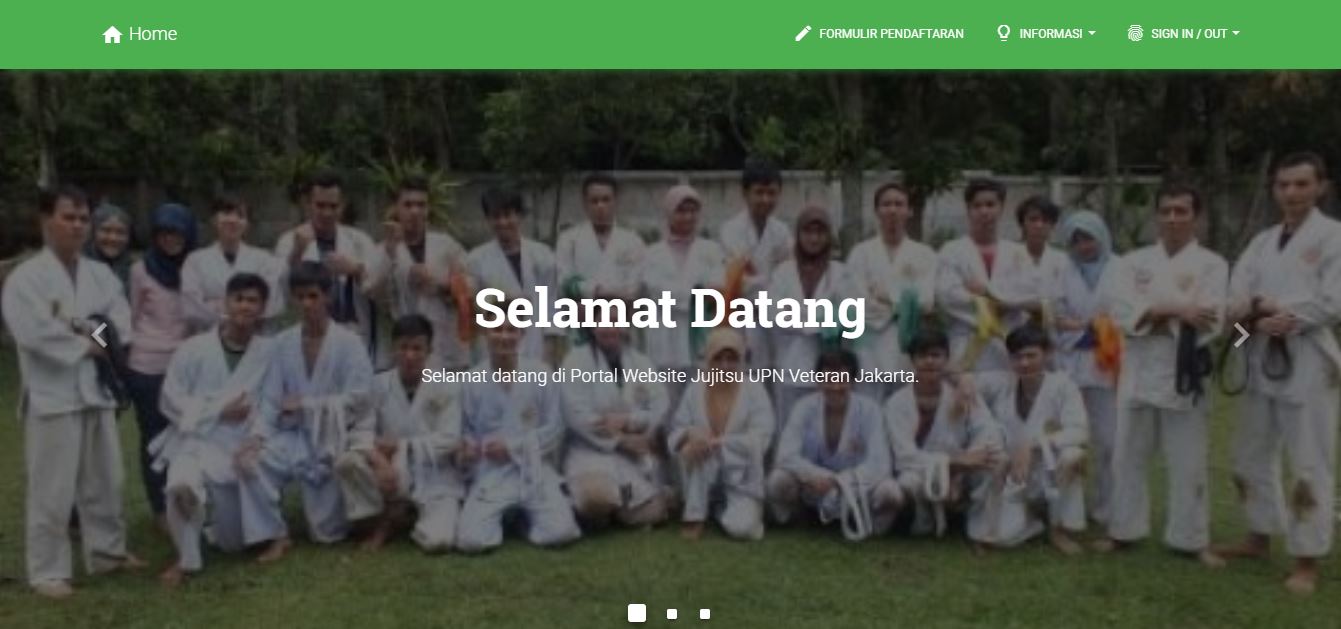 Home
FORMULIR PENDAFTARAN
INFORMASI
SIGN IN / OUT
Selamat Datang
Selamat datang di Portal Website Jujitsu UPN Veteran Jakarta.